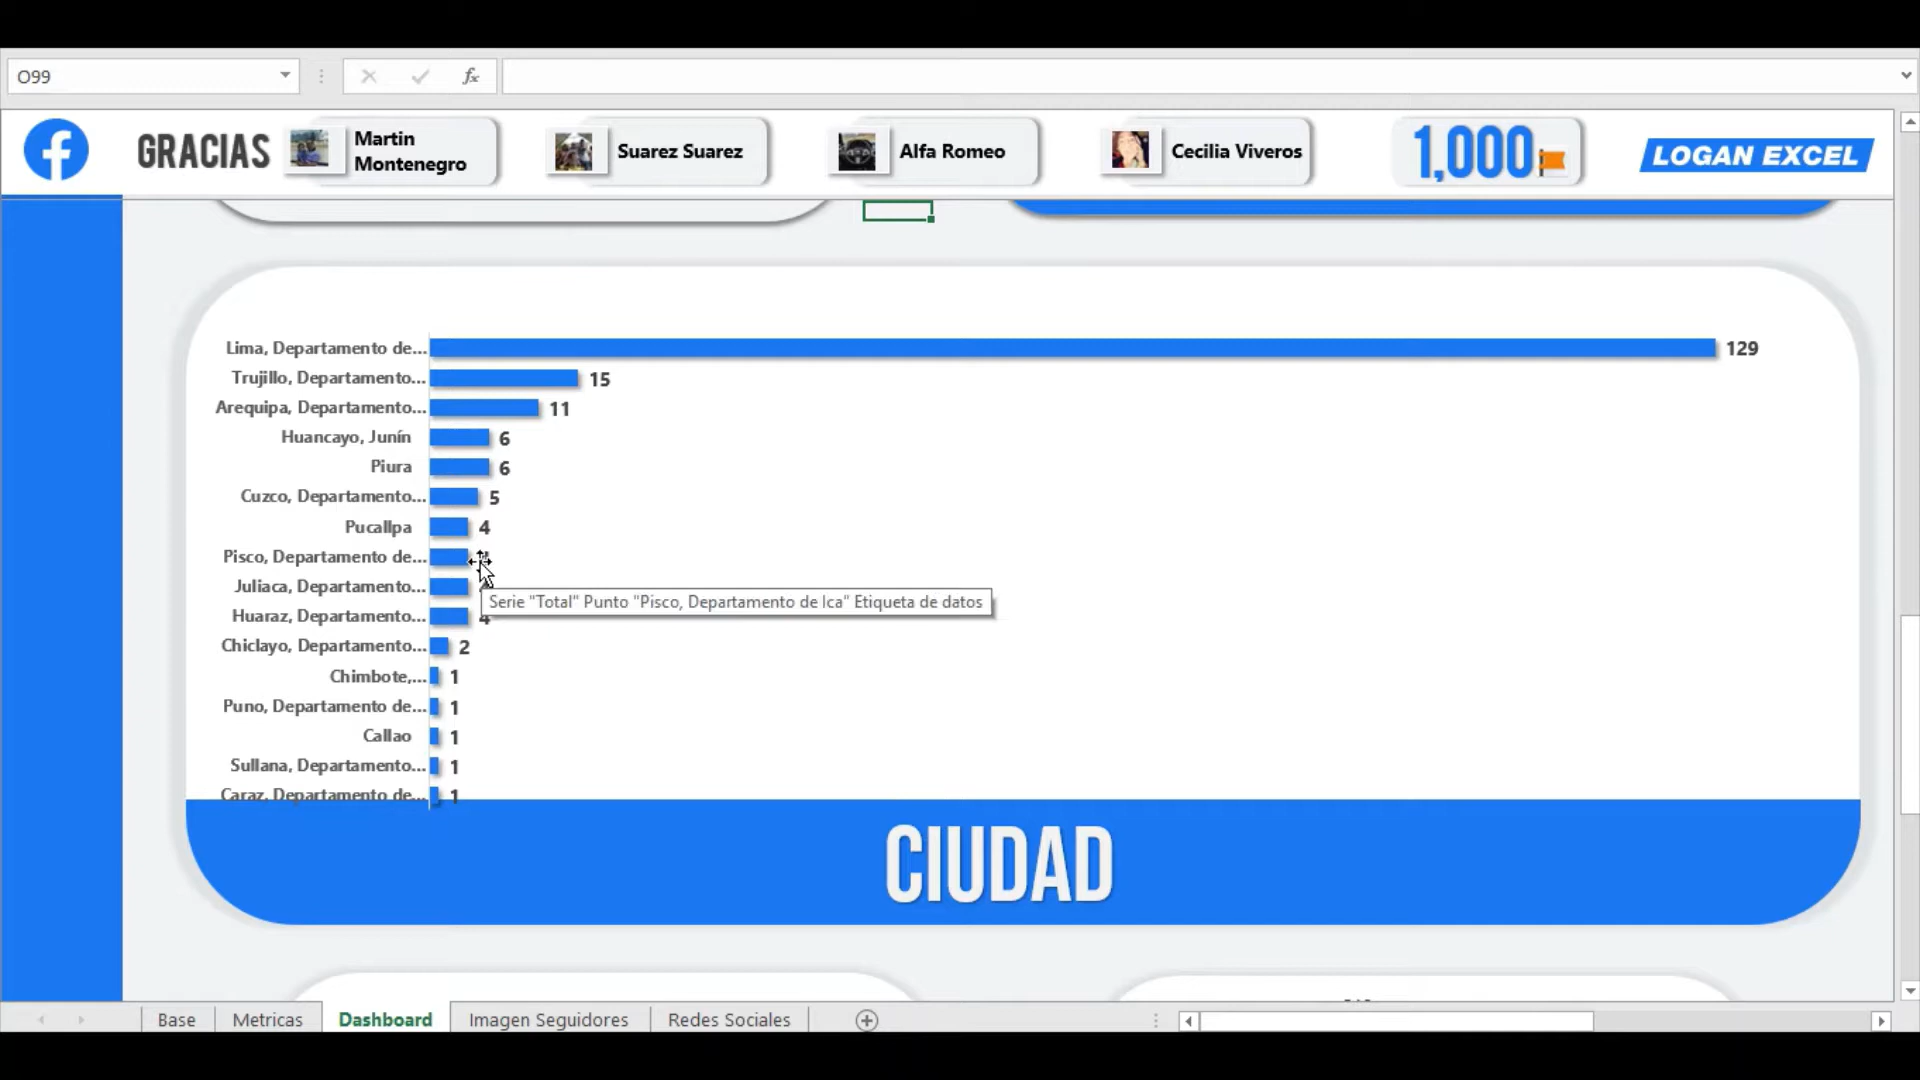 O99
fx
GRACIAS
Martin
Montenegro
Suarez Suarez
Alfa Romeo
Cecilia Viveros
1,000
LOGAN EXCEL
Lima, Departamento de... 129
Trujillo, Departamento... 15
Arequipa, Departamento... 11
Huancayo, Junín 6
Piura 6
Cuzco, Departamento... 5
Pucallpa 4
Pisco, Departamento de...
Juliaca, Departamento...
Serie "Total" Punto "Pisco, Departamento de Ica" Etiqueta de datos
Huaraz, Departamento... 4
Chiclayo, Departamento... 2
Chimbote,... 1
Puno, Departamento de... 1
Callao 1
Sullana, Departamento... 1
Caraz, Departamento de... 1
CIUDAD
Base Metricas Dashboard Imagen Seguidores Redes Sociales